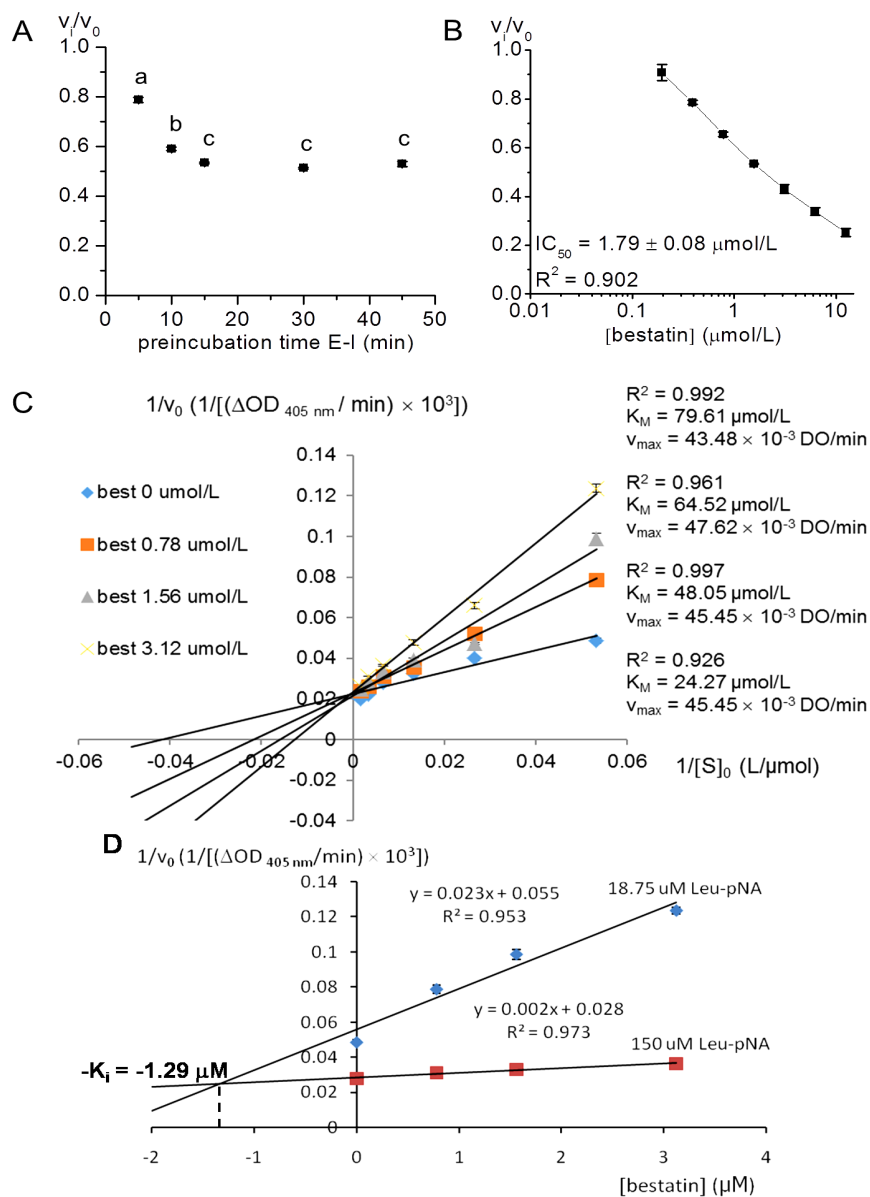 A
vi/v0
1.0
0.8
0.6
0.4
0.2
0.0
a
b
c
c
c
0 10 20 30 40 50
preincubation time E-I (min)
B
vi/v0
1.0
0.8
0.6
0.4
0.2
0.0
IC50 = 1.79 ± 0.08 µmol/L
R2 = 0.902
0.01 0.1 1 10
[bestatin] (µmol/L)
C
1/v0 (1/[(ΔOD 405 nm / min) × 10³])
best 0 umol/L
best 0.78 umol/L
best 1.56 umol/L
best 3.12 umol/L
0.14
0.12
0.1
0.08
0.06
0.04
0.02
0
-0.02
-0.04
-0.06 -0.04 -0.02 0 0.02 0.04 0.06
1/[S]0 (L/µmol)
R² = 0.992
KM = 79.61 µmol/L
vmax = 43.48 × 10⁻³ DO/min
R² = 0.961
KM = 64.52 µmol/L
vmax = 47.62 × 10⁻³ DO/min
R² = 0.997
KM = 48.05 µmol/L
vmax = 45.45 × 10⁻³ DO/min
R² = 0.926
KM = 24.27 µmol/L
vmax = 45.45 × 10⁻³ DO/min
D
1/v0 (1/[(ΔOD 405 nm/min) × 10³])
0.14
0.12
0.1
0.08
0.06
0.04
0.02
0
y = 0.023x + 0.055
R² = 0.953
18.75 uM Leu-pNA
y = 0.002x + 0.028
R² = 0.973
150 uM Leu-pNA
-Ki = -1.29 µM
-2 -1 0 1 2 3 4
[bestatin] (µM)